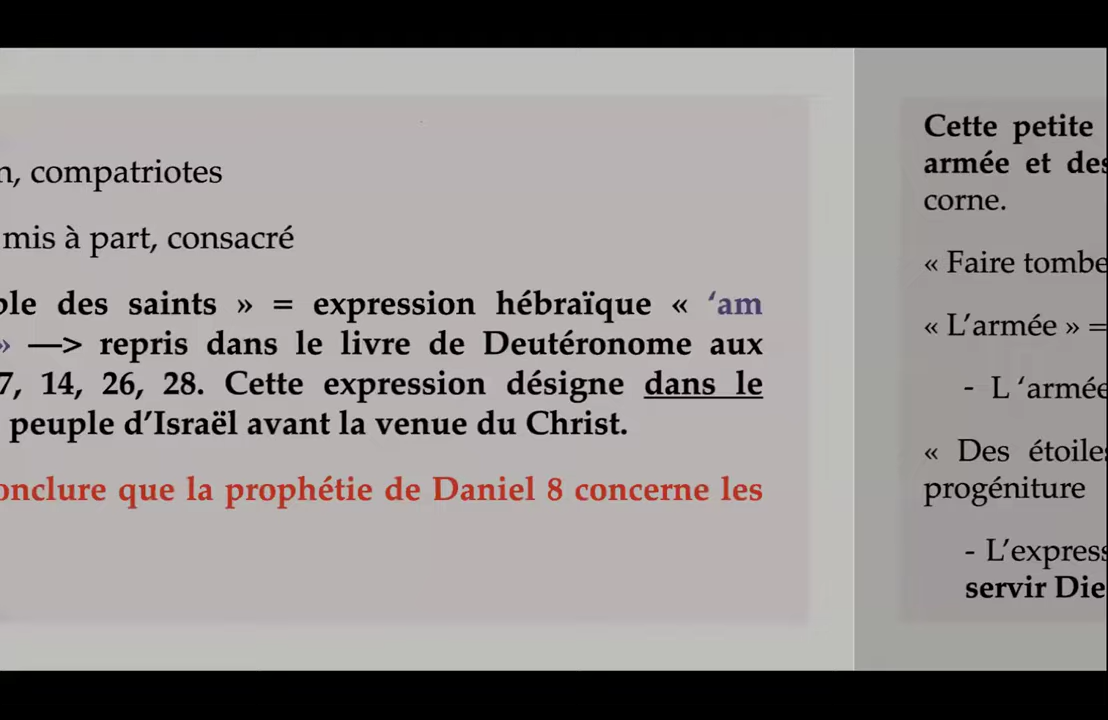 n, compatriotes
mis à part, consacré
ple des saints » = expression hébraïque « ‘am
» —> repris dans le livre de Deutéronome aux
7, 14, 26, 28. Cette expression désigne dans le
peuple d’Israël avant la venue du Christ.
onclure que la prophétie de Daniel 8 concerne les
Cette petite
armée et des
corne.
« Faire tombe
« L’armée » =
- L ‘armée
« Des étoiles
progéniture
- L’express
servir Die